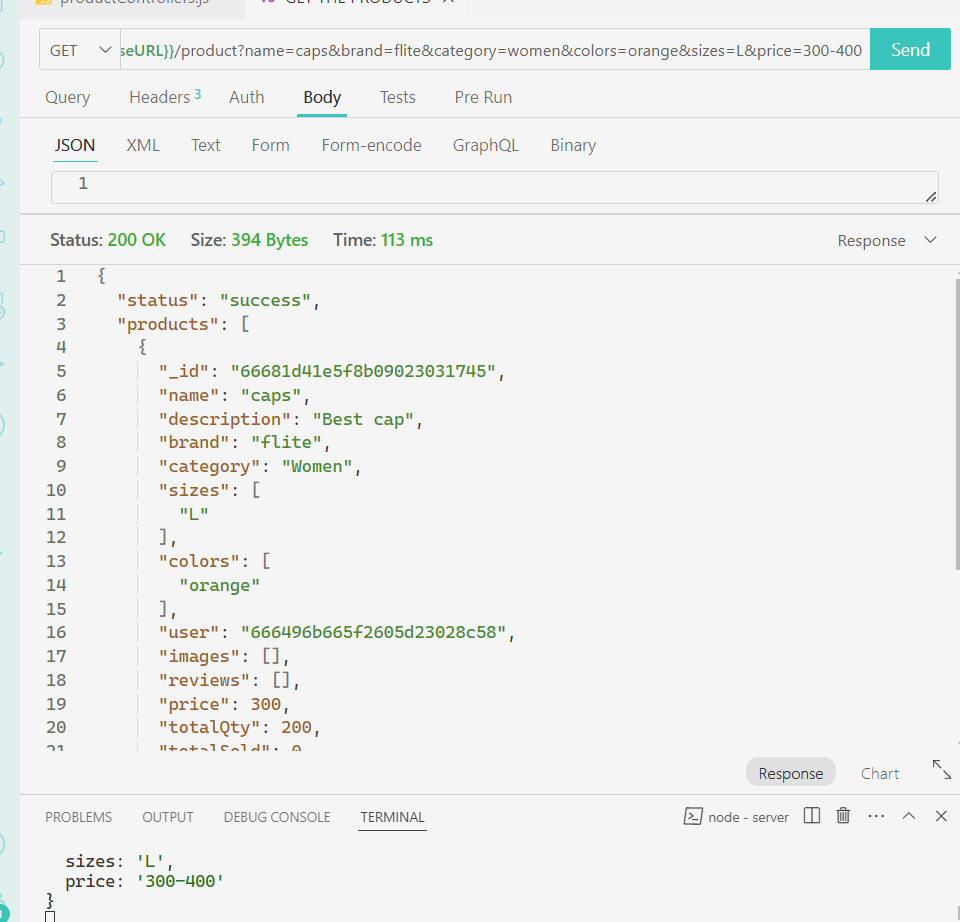 productControllers.js GET THE PRODUCTS
GET seURL}}/product?name=caps&brand=flite&category=women&colors=orange&sizes=L&price=300-400 Send
Query Headers 3 Auth Body Tests Pre Run
JSON XML Text Form Form-encode GraphQL Binary
1
Status: 200 OK Size: 394 Bytes Time: 113 ms Response
1 {
2 "status": "success",
3 "products": [
4 {
5 "_id": "66681d41e5f8b09023031745",
6 "name": "caps",
7 "description": "Best cap",
8 "brand": "flite",
9 "category": "Women",
10 "sizes": [
11 "L"
12 ],
13 "colors": [
14 "orange"
15 ],
16 "user": "666496b665f2605d23028c58",
17 "images": [],
18 "reviews": [],
19 "price": 300,
20 "totalQty": 200,
21 "totalSold": 0
Response Chart
PROBLEMS OUTPUT DEBUG CONSOLE TERMINAL node - server
sizes: 'L',
price: '300-400'
}